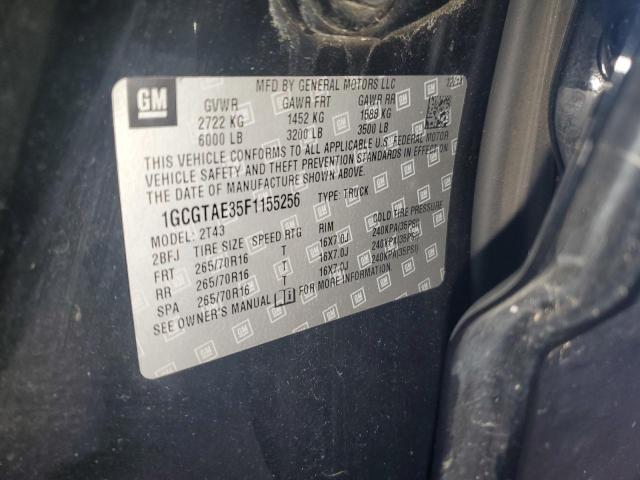 GM
MFD BY GENERAL MOTORS LLC
GVWR GAWR FRT GAWR RR
2722 KG 1452 KG 1588 KG
6000 LB 3200 LB 3500 LB
THIS VEHICLE CONFORMS TO ALL APPLICABLE U.S. FEDERAL MOTOR
VEHICLE SAFETY AND THEFT PREVENTION STANDARDS IN EFFECT ON
THE DATE OF MANUFACTURE SHOWN ABOVE.
1GCGTAE35F1155256 TYPE: TRUCK
MODEL: 2T43
2BFJ TIRE SIZE SPEED RTG RIM COLD TIRE PRESSURE
FRT 265/70R16 T 16X7.0J 240KPA(35PSI)
RR 265/70R16 T 16X7.0J 240KPA(35PSI)
SPA 265/70R16 T 16X7.0J 240KPA(35PSI)
SEE OWNER'S MANUAL FOR MORE INFORMATION.